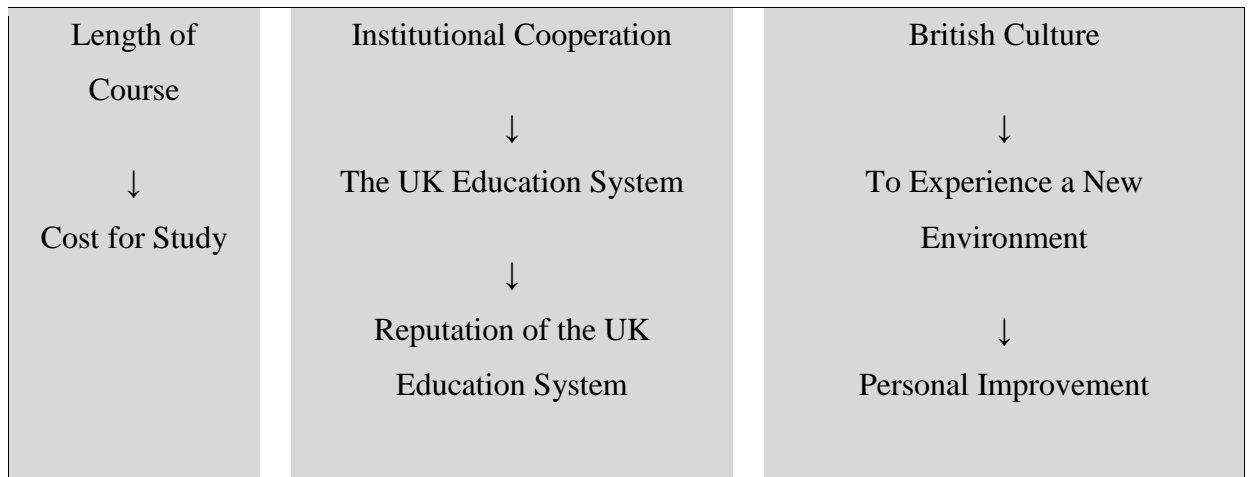 Length of
Course
↓
Cost for Study
Institutional Cooperation
↓
The UK Education System
↓
Reputation of the UK
Education System
British Culture
↓
To Experience a New
Environment
↓
Personal Improvement